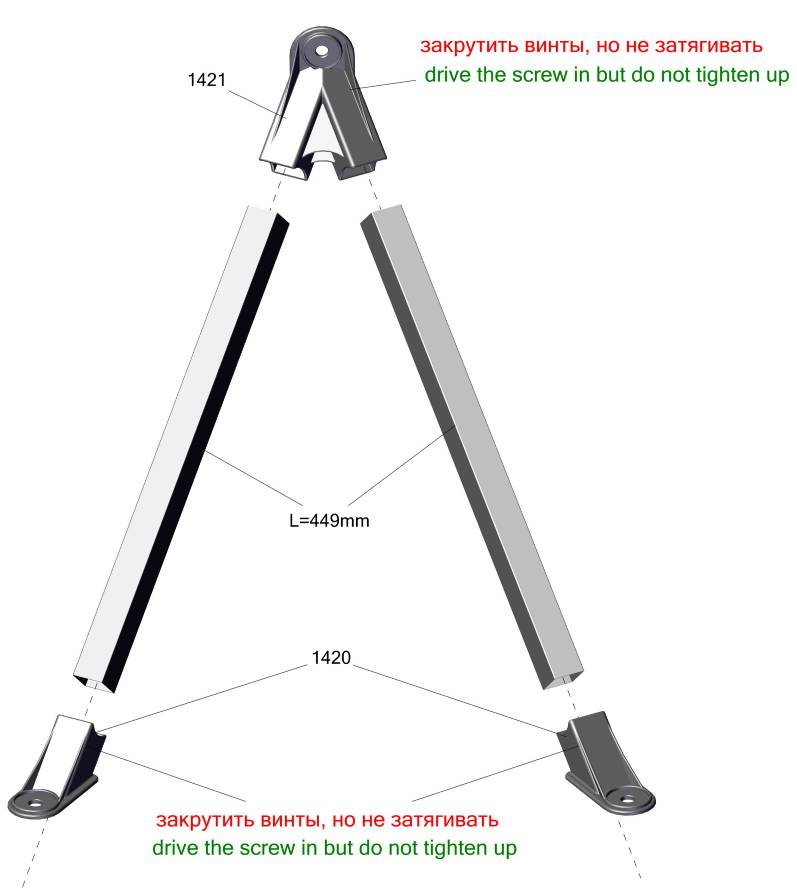 закрутить винты, но не затягивать
drive the screw in but do not tighten up
1421
L=449mm
1420
закрутить винты, но не затягивать
drive the screw in but do not tighten up